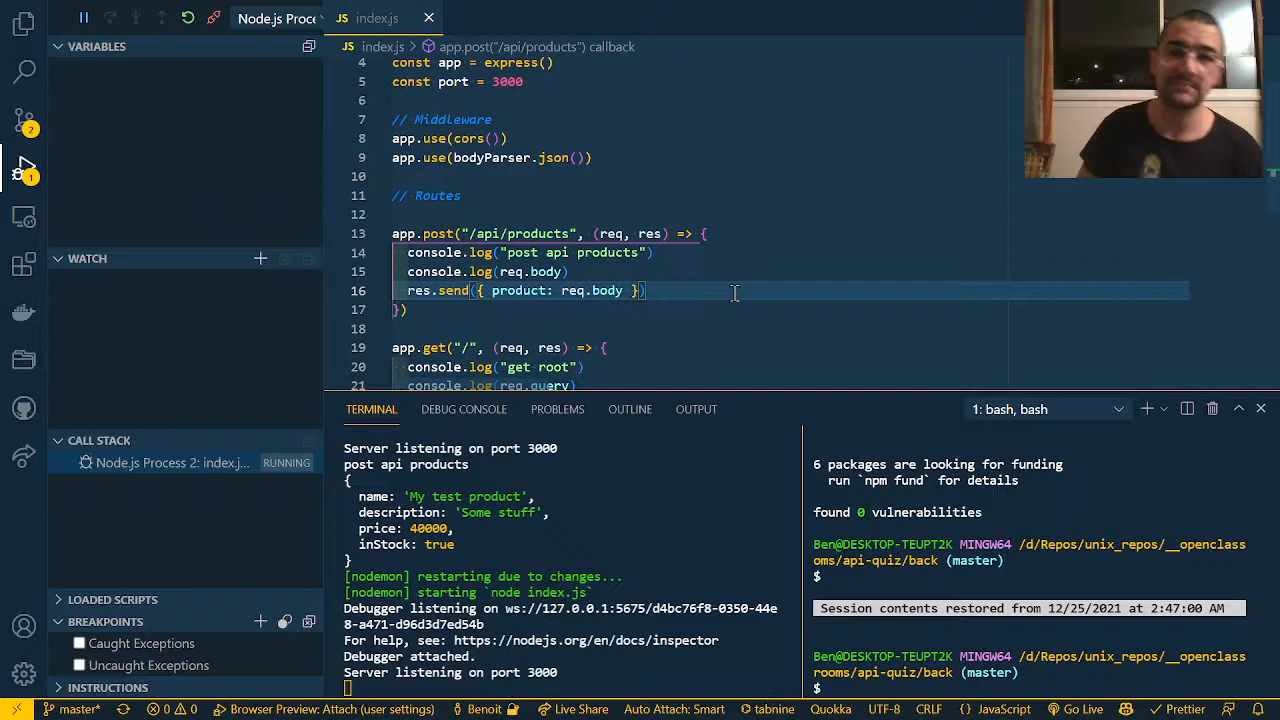 Node.js Proce
JS index.js
VARIABLES
JS index.js > app.post("/api/products") callback
4 const app = express()
5 const port = 3000
6
7 // Middleware
8 app.use(cors())
9 app.use(bodyParser.json())
10
11 // Routes
12
13 app.post("/api/products", (req, res) => {
14 console.log("post api products")
15 console.log(req.body)
16 res.send({ product: req.body })
17 })
18
19 app.get("/", (req, res) => {
20 console.log("get root")
21 console.log(req.query)
2
1
WATCH
CALL STACK
Node.js Process 2: index.j... RUNNING
LOADED SCRIPTS
BREAKPOINTS
Caught Exceptions
Uncaught Exceptions
INSTRUCTIONS
TERMINAL DEBUG CONSOLE PROBLEMS OUTLINE OUTPUT 1: bash, bash
Server listening on port 3000
post api products
{
name: 'My test product',
description: 'Some stuff',
price: 40000,
inStock: true
}
[nodemon] restarting due to changes...
[nodemon] starting `node index.js`
Debugger listening on ws://127.0.0.1:5675/d4bc76f8-0350-44e
8-a471-d96d3d7ed54b
For help, see: https://nodejs.org/en/docs/inspector
Debugger attached.
Server listening on port 3000
6 packages are looking for funding
run `npm fund` for details
found 0 vulnerabilities
Ben@DESKTOP-TEUPT2K MINGW64 /d/Repos/unix_repos/__openclass
oms/api-quiz/back (master)
$
Session contents restored from 12/25/2021 at 2:47:00 AM
Ben@DESKTOP-TEUPT2K MINGW64 /d/Repos/unix_repos/__openclass
rooms/api-quiz/back (master)
$
master* 0 0 Browser Preview: Attach (user settings) Benoit Live Share Auto Attach: Smart tabnine Quokka UTF-8 CRLF {} JavaScript Go Live Prettier